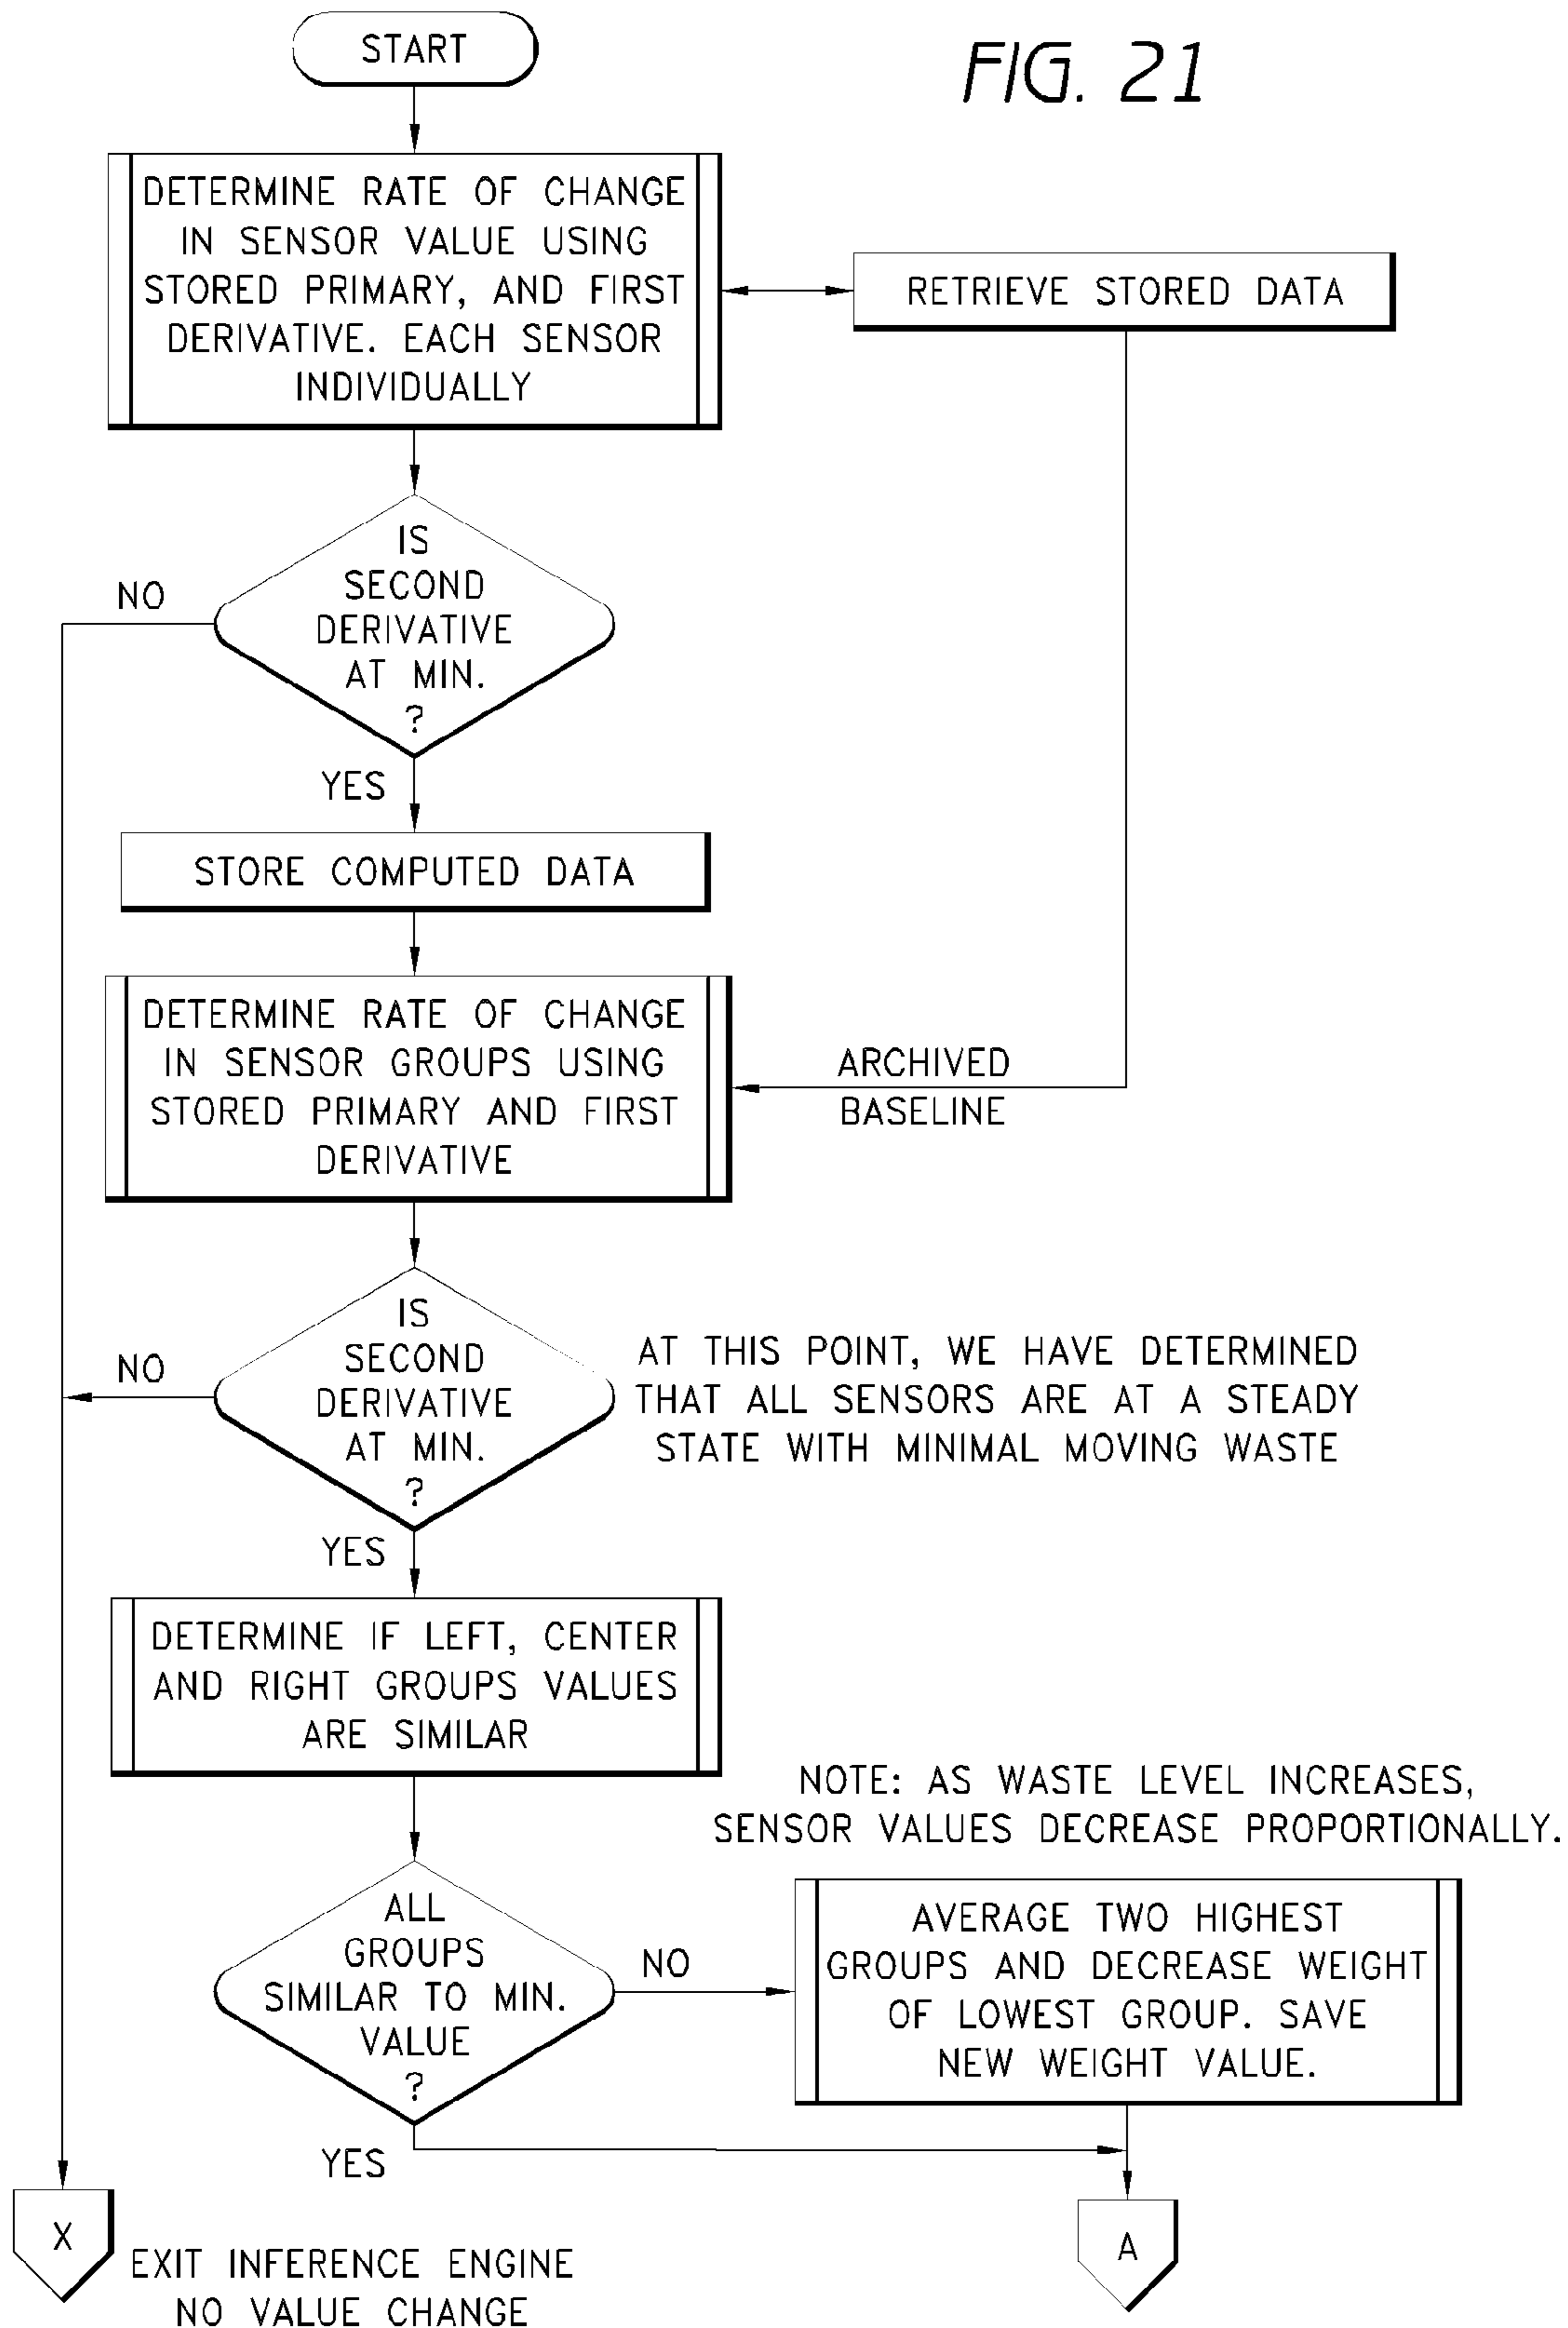 START
FIG. 21
DETERMINE RATE OF CHANGE
IN SENSOR VALUE USING
STORED PRIMARY, AND FIRST
DERIVATIVE. EACH SENSOR
INDIVIDUALLY
RETRIEVE STORED DATA
IS
SECOND
DERIVATIVE
AT MIN.
?
NO
YES
STORE COMPUTED DATA
DETERMINE RATE OF CHANGE
IN SENSOR GROUPS USING
STORED PRIMARY AND FIRST
DERIVATIVE
ARCHIVED
BASELINE
IS
SECOND
DERIVATIVE
AT MIN.
?
NO
AT THIS POINT, WE HAVE DETERMINED
THAT ALL SENSORS ARE AT A STEADY
STATE WITH MINIMAL MOVING WASTE
YES
DETERMINE IF LEFT, CENTER
AND RIGHT GROUPS VALUES
ARE SIMILAR
NOTE: AS WASTE LEVEL INCREASES,
SENSOR VALUES DECREASE PROPORTIONALLY.
ALL
GROUPS
SIMILAR TO MIN.
VALUE
?
NO
AVERAGE TWO HIGHEST
GROUPS AND DECREASE WEIGHT
OF LOWEST GROUP. SAVE
NEW WEIGHT VALUE.
YES
X
EXIT INFERENCE ENGINE
NO VALUE CHANGE
A